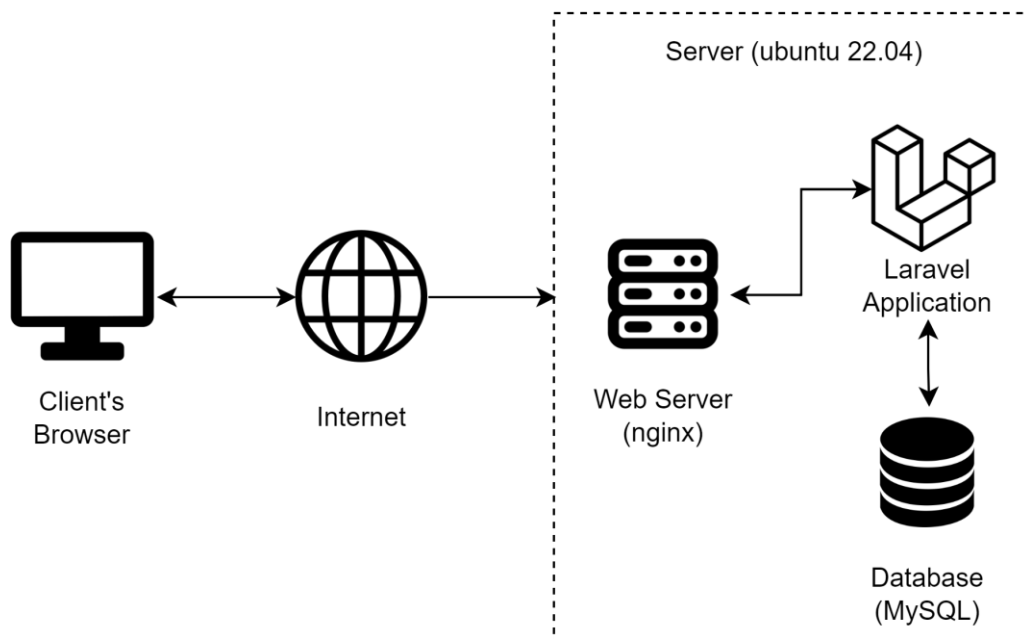 Server (ubuntu 22.04)
Client's
Browser
Internet
Web Server
(nginx)
Laravel
Application
Database
(MySQL)